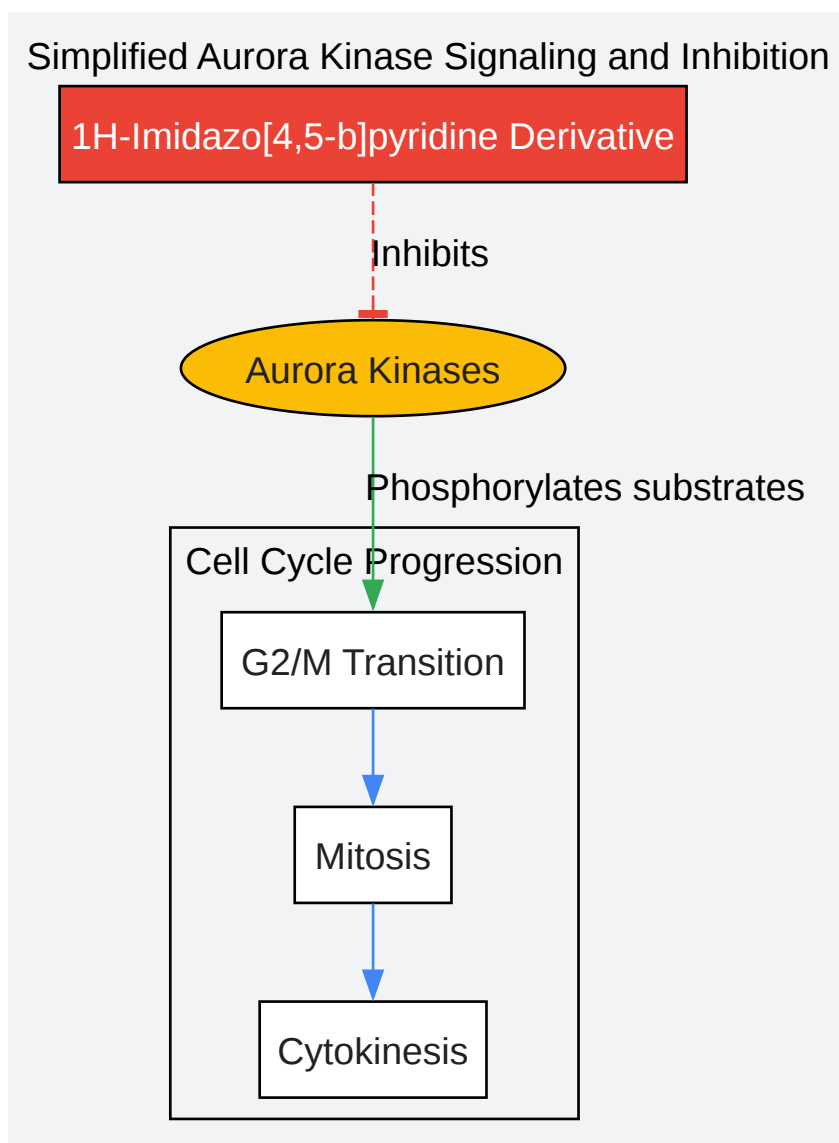 Simplified Aurora Kinase Signaling and Inhibition
1H-Imidazo[4,5-b]pyridine Derivative
Inhibits
Aurora Kinases
Phosphorylates substrates
Cell Cycle Progression
G2/M Transition
Mitosis
Cytokinesis